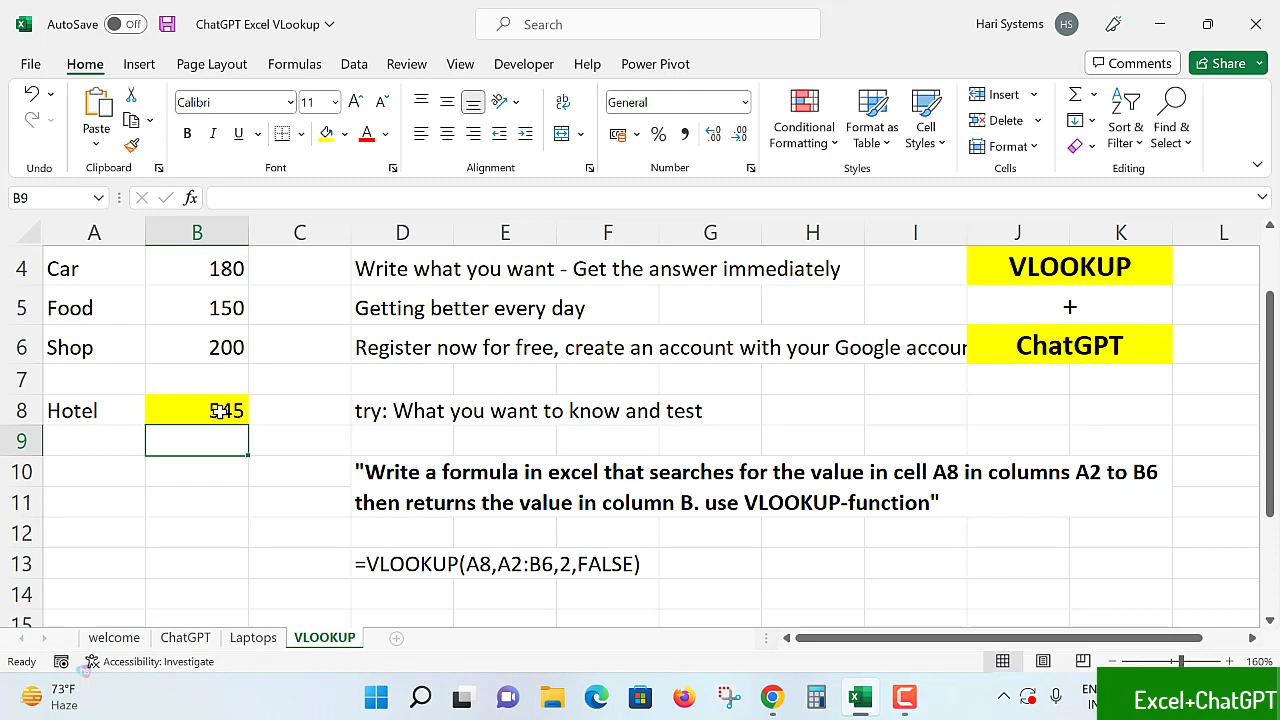 AutoSave Off ChatGPT Excel VLookup Search Hari Systems HS
File Home Insert Page Layout Formulas Data Review View Developer Help Power Pivot Comments Share
Calibri 11 General Insert
Paste B I U Conditional Formatting Format as Table Cell Styles Delete Sort & Filter Find & Select
Format
Undo Clipboard Font Alignment Number Styles Cells Editing
B9 fx
A B C D E F G H I J K L
4 Car 180 Write what you want - Get the answer immediately VLOOKUP
5 Food 150 Getting better every day +
6 Shop 200 Register now for free, create an account with your Google accour ChatGPT
7
8 Hotel 545 try: What you want to know and test
9
10 "Write a formula in excel that searches for the value in cell A8 in columns A2 to B6
11 then returns the value in column B. use VLOOKUP-function"
12
13 =VLOOKUP(A8,A2:B6,2,FALSE)
14
15
welcome ChatGPT Laptops VLOOKUP
Ready Accessibility: Investigate 160%
73°F
Haze
EN
Excel+ChatGPT